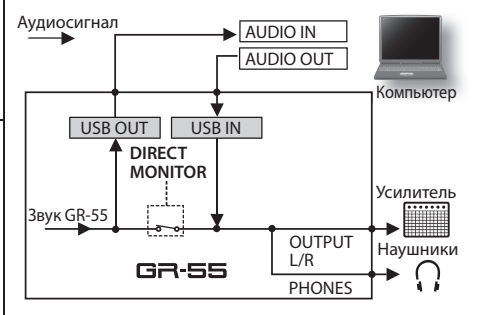 Аудиосигнал
AUDIO IN
AUDIO OUT
Компьютер
USB OUT
USB IN
DIRECT
MONITOR
Звук GR-55
Усилитель
OUTPUT
L/R
Наушники
GR-55
PHONES